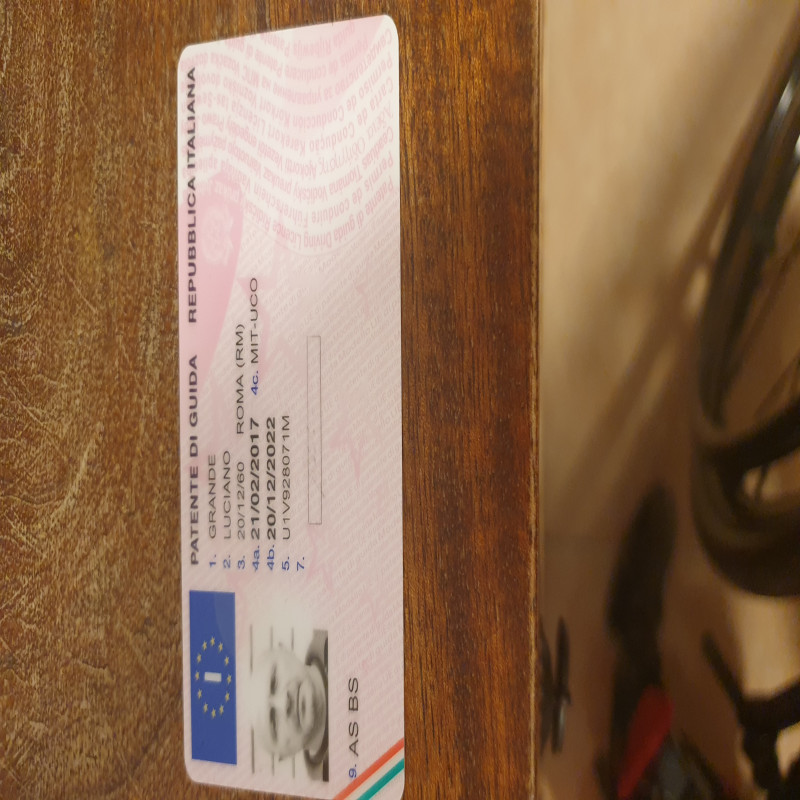 PATENTE DI GUIDA REPUBBLICA ITALIANA
1. GRANDE
2. LUCIANO
3. 20/12/60 ROMA (RM)
4a. 21/02/2017 4c. MIT-UCO
4b. 20/12/2022
5. U1V928071M
7.
I
9. AS BS